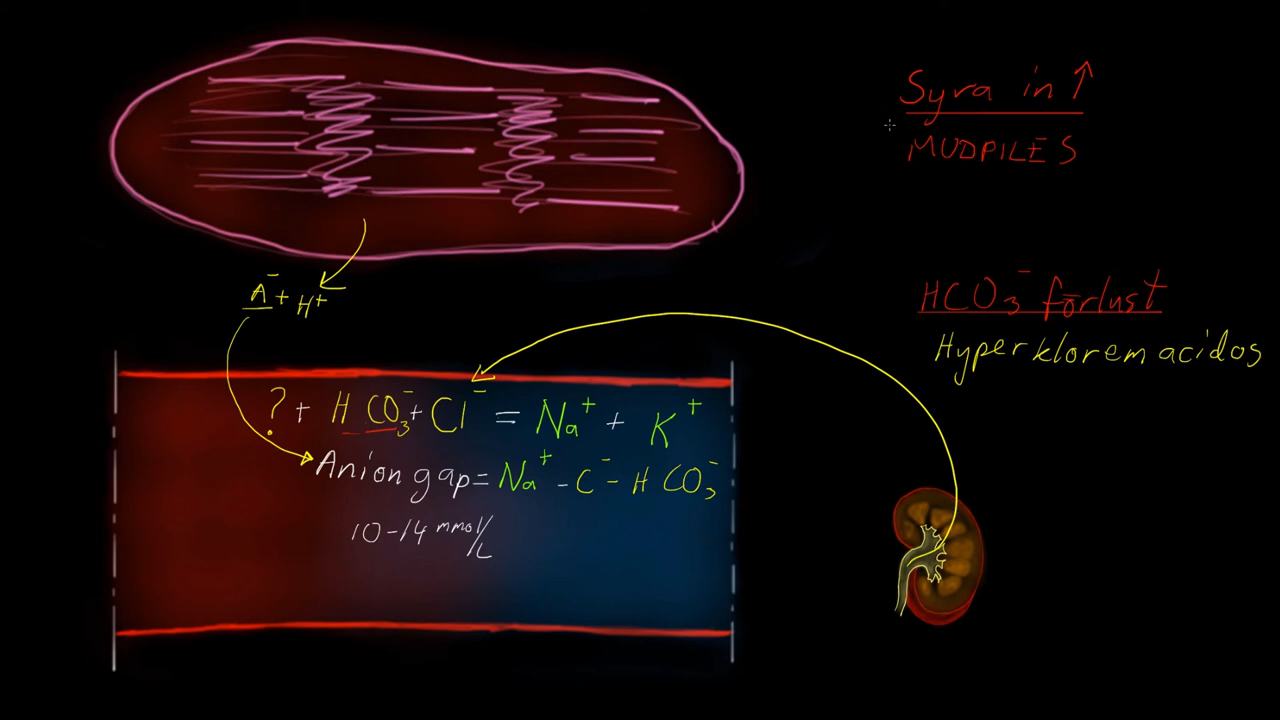 Syra in ↑
MUDPILES
A⁻ + H⁺
HCO₃⁻ förlust
Hyperklorem acidos
? + HCO₃⁻ + Cl⁻ = Na⁺ + K⁺
Anion gap = Na⁺ - C⁻ - HCO₃⁻
10-14 mmol/L